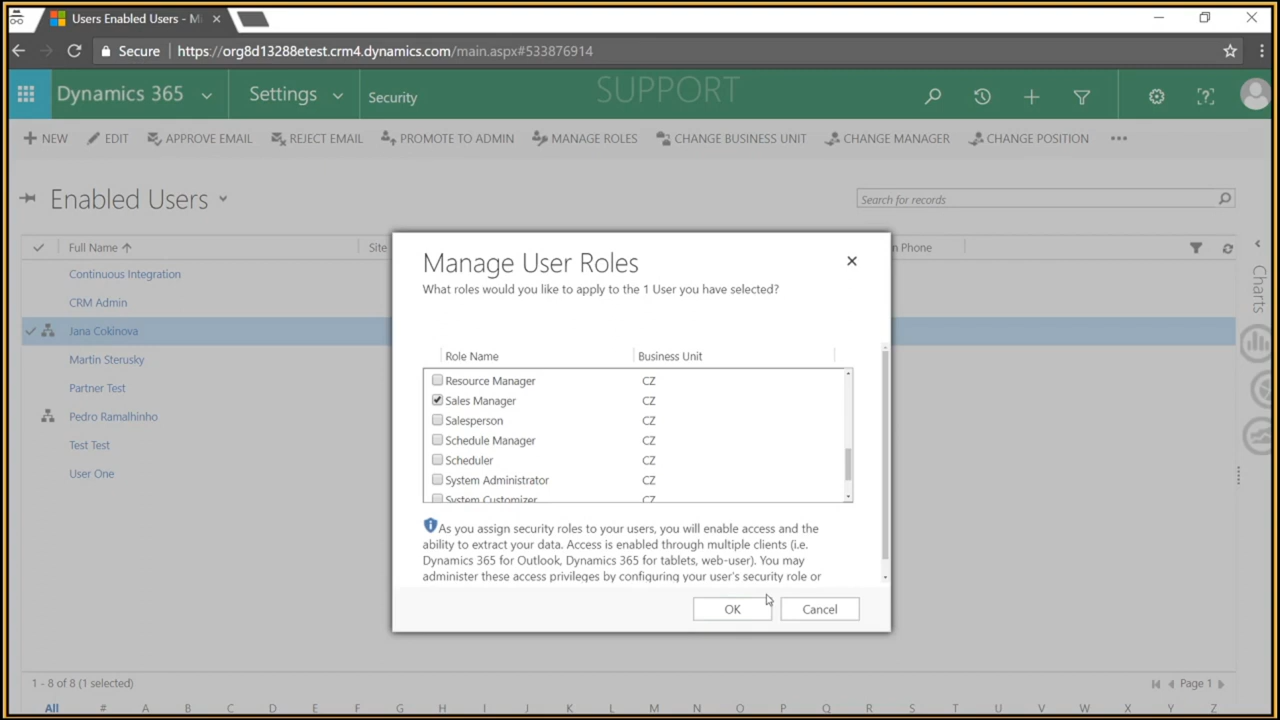 Users Enabled Users - Mi
Secure | https://org8d13288etest.crm4.dynamics.com/main.aspx#533876914
Dynamics 365 Settings Security SUPPORT
NEW EDIT APPROVE EMAIL REJECT EMAIL PROMOTE TO ADMIN MANAGE ROLES CHANGE BUSINESS UNIT CHANGE MANAGER CHANGE POSITION
Enabled Users
Search for records
Full Name Site Phone
Charts
Continuous Integration
CRM Admin
Jana Cokinova
Martin Sterusky
Partner Test
Pedro Ramalhinho
Test Test
User One
Manage User Roles
What roles would you like to apply to the 1 User you have selected?
Role Name Business Unit
Resource Manager CZ
Sales Manager CZ
Salesperson CZ
Schedule Manager CZ
Scheduler CZ
System Administrator CZ
System Customizer CZ
As you assign security roles to your users, you will enable access and the
ability to extract your data. Access is enabled through multiple clients (i.e.
Dynamics 365 for Outlook, Dynamics 365 for tablets, web-user). You may
administer these access privileges by configuring your user's security role or
OK Cancel
1 - 8 of 8 (1 selected) Page 1
All # A B C D E F G H I J K L M N O P Q R S T U V W X Y Z